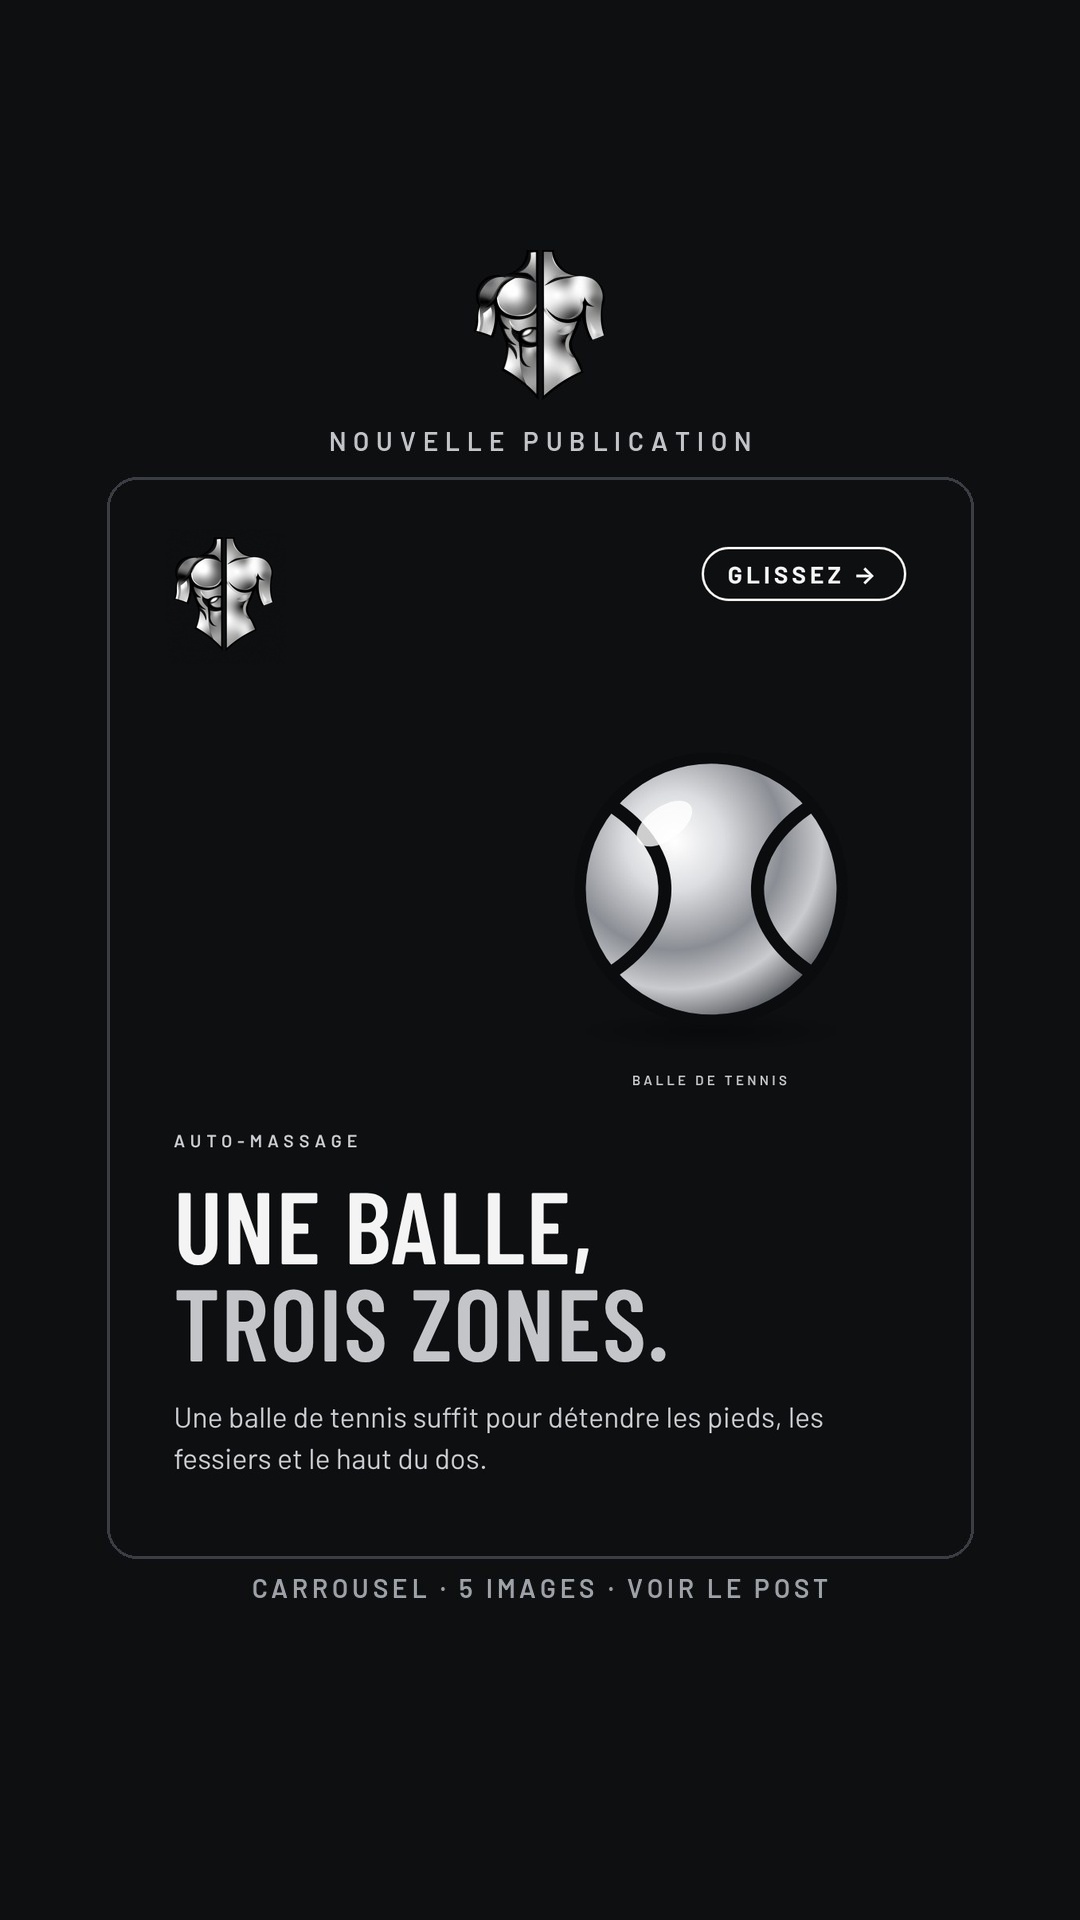 NOUVELLE PUBLICATION
GLISSEZ →
BALLE DE TENNIS
AUTO-MASSAGE
UNE BALLE,
TROIS ZONES.
Une balle de tennis suffit pour détendre les pieds, les
fessiers et le haut du dos.
CARROUSEL · 5 IMAGES · VOIR LE POST